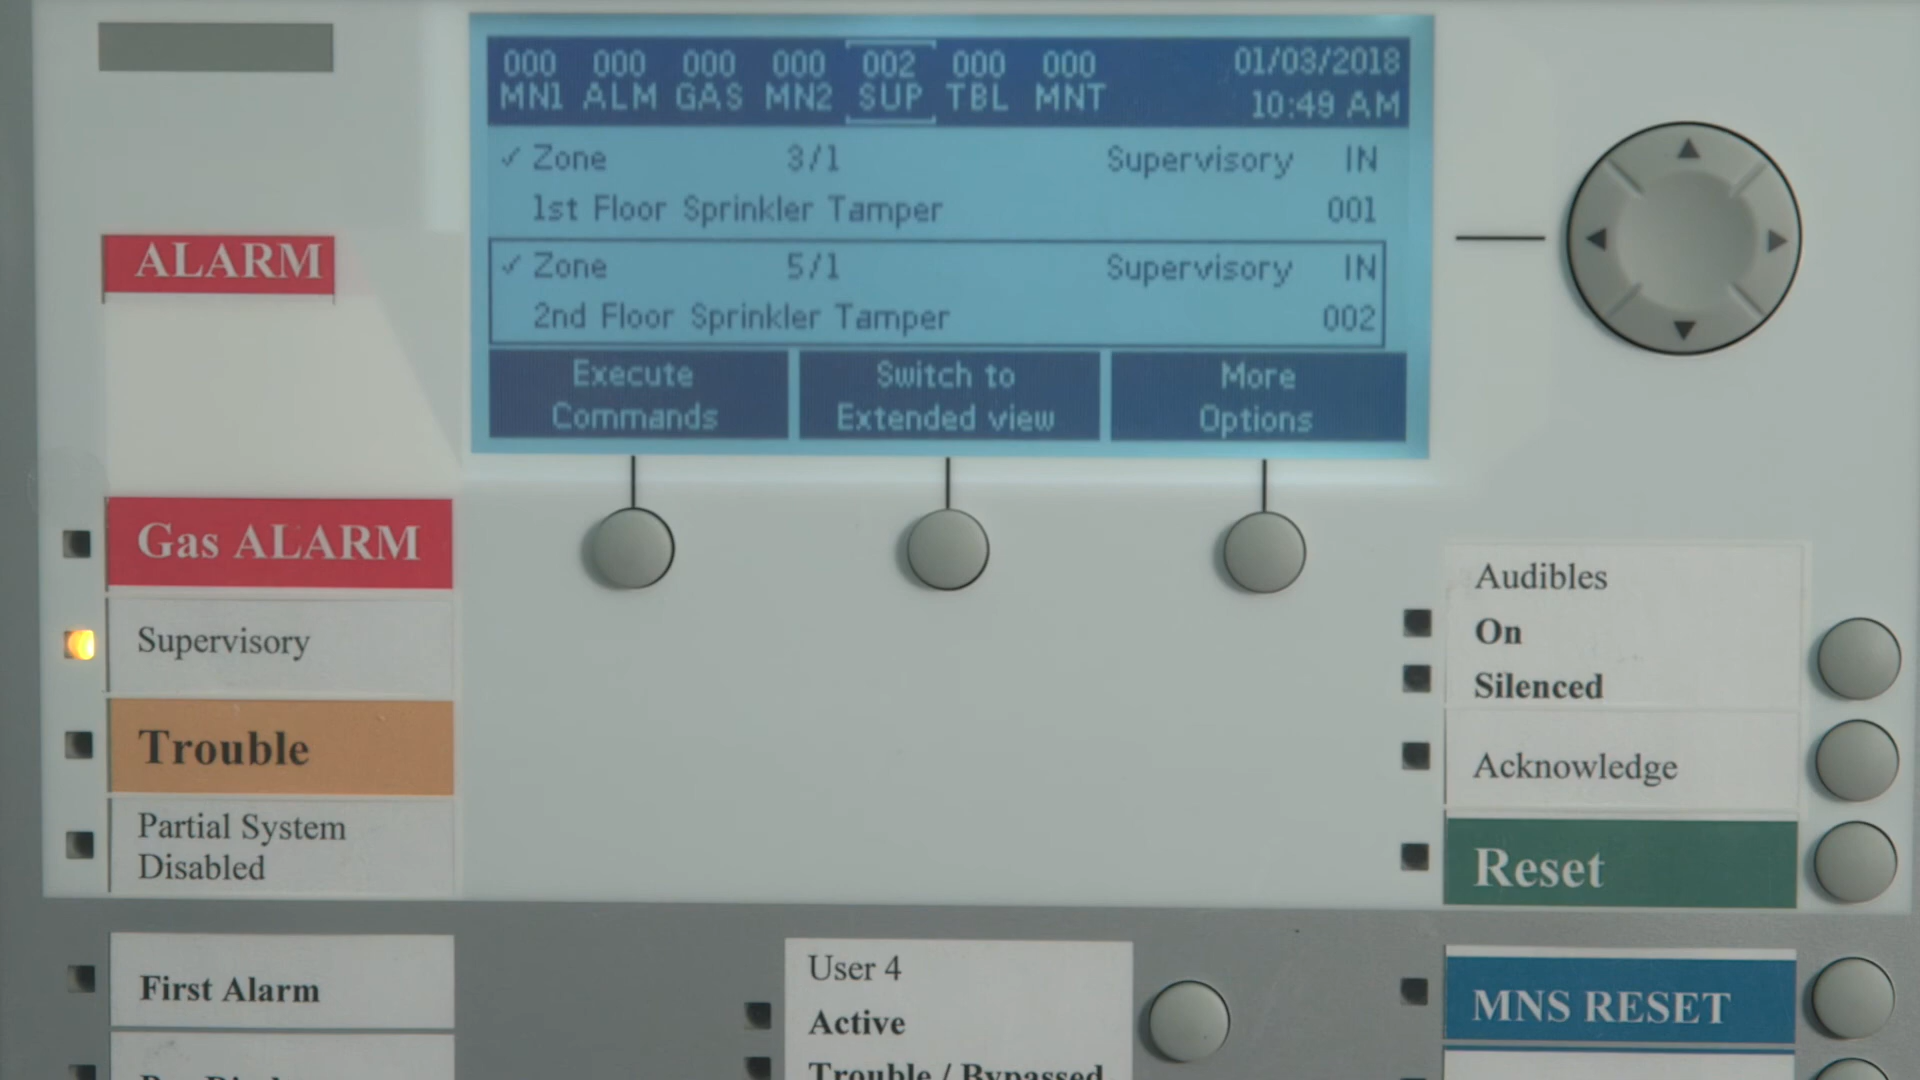 000 000 000 000 002 000 000 01/03/2018
MN1 ALM GAS MN2 SUP TBL MNT 10:49 AM
✓ Zone 3/1 Supervisory IN
1st Floor Sprinkler Tamper 001
✓ Zone 5/1 Supervisory IN
2nd Floor Sprinkler Tamper 002
Execute
Commands
Switch to
Extended view
More
Options
ALARM
Gas ALARM
Supervisory
Trouble
Partial System
Disabled
First Alarm
Audibles
On
Silenced
Acknowledge
Reset
User 4
Active
Trouble / Bypassed
MNS RESET